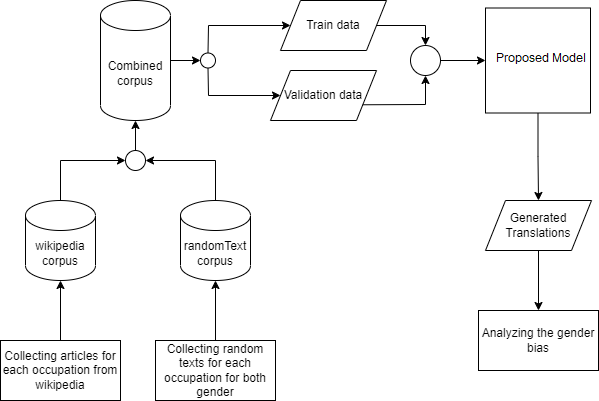 Combined
corpus
Train data
Validation data
Proposed Model
wikipedia
corpus
randomText
corpus
Generated
Translations
Collecting articles for
each occupation from
wikipedia
Collecting random
texts for each
occupation for both
gender
Analyzing the gender
bias